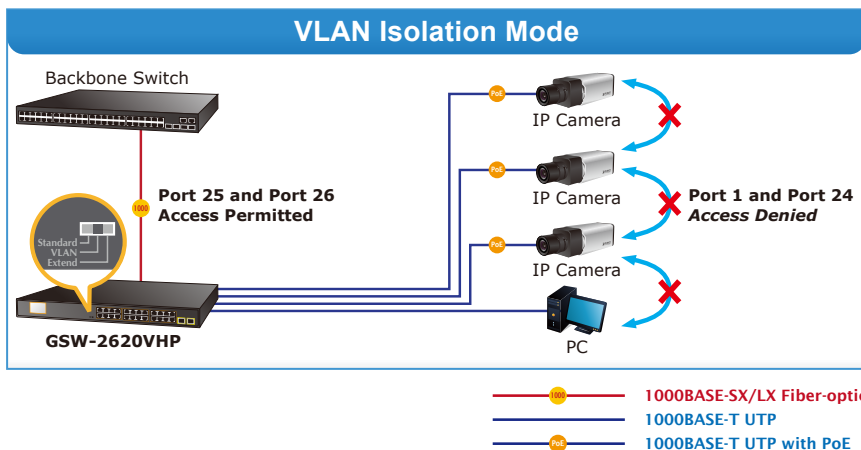 VLAN Isolation Mode
Backbone Switch
PoE
IP Camera
Port 25 and Port 26
Access Permitted
1000
PoE
IP Camera
Port 1 and Port 24
Access Denied
Standard
VLAN
Extend
PoE
IP Camera
GSW-2620VHP
PC
1000
1000BASE-SX/LX Fiber-optic
1000BASE-T UTP
PoE
1000BASE-T UTP with PoE